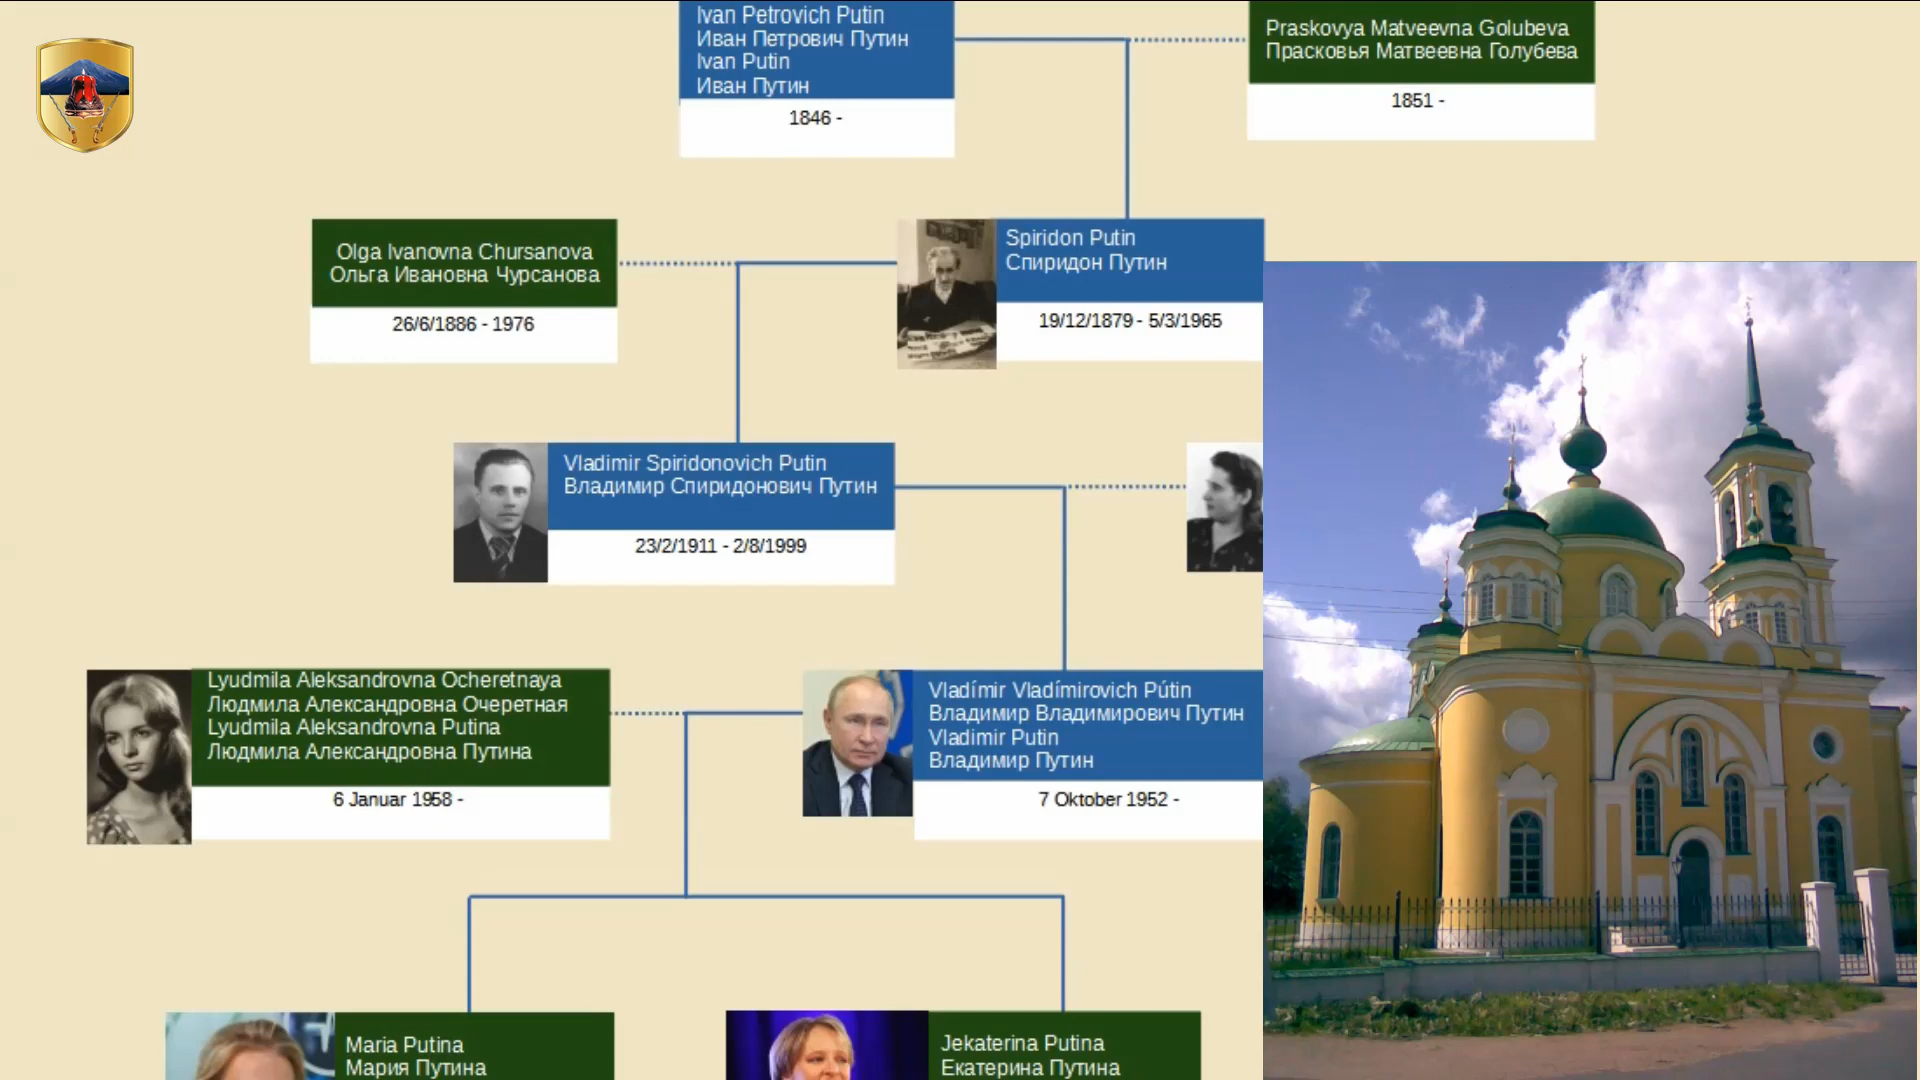 Ivan Petrovich Putin
Иван Петрович Путин
Ivan Putin
Иван Путин
1846 -
Praskovya Matveevna Golubeva
Прасковья Матвеевна Голубева
1851 -
Olga Ivanovna Chursanova
Ольга Ивановна Чурсанова
26/6/1886 - 1976
Spiridon Putin
Спиридон Путин
19/12/1879 - 5/3/1965
Vladimir Spiridonovich Putin
Владимир Спиридонович Путин
23/2/1911 - 2/8/1999
Lyudmila Aleksandrovna Ocheretnaya
Людмила Александровна Очеретная
Lyudmila Aleksandrovna Putina
Людмила Александровна Путина
6 Januar 1958 -
Vladímir Vladímirovich Pútin
Владимир Владимирович Путин
Vladimir Putin
Владимир Путин
7 Oktober 1952 -
Maria Putina
Мария Путина
Jekaterina Putina
Екатерина Путина